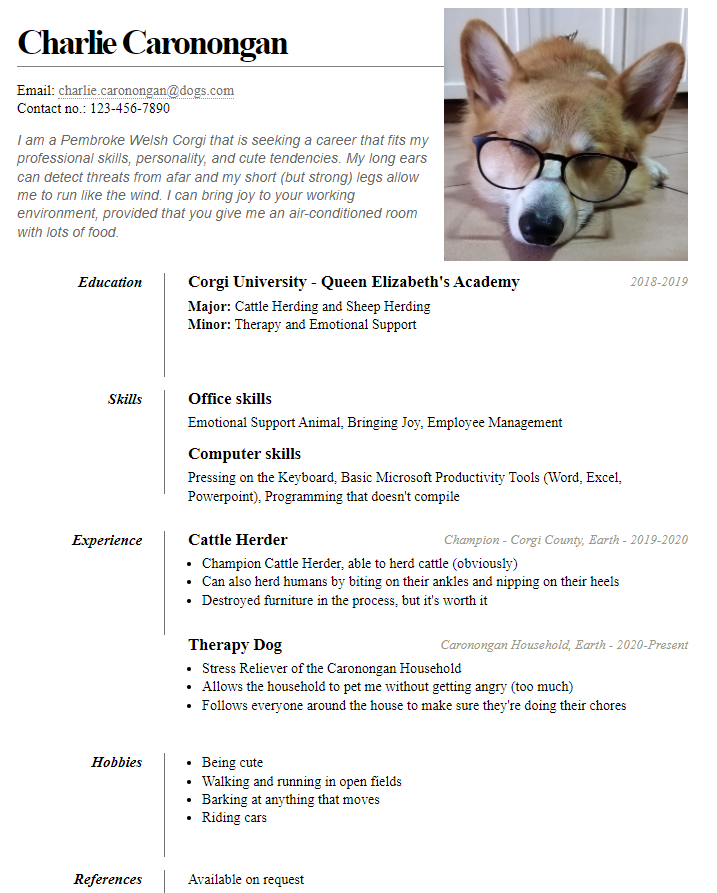 Charlie Caronongan
Email: charlie.caronongan@dogs.com
Contact no.: 123-456-7890
I am a Pembroke Welsh Corgi that is seeking a career that fits my
professional skills, personality, and cute tendencies. My long ears
can detect threats from afar and my short (but strong) legs allow
me to run like the wind. I can bring joy to your working
environment, provided that you give me an air-conditioned room
with lots of food.
Education
Corgi University - Queen Elizabeth's Academy 2018-2019
Major: Cattle Herding and Sheep Herding
Minor: Therapy and Emotional Support
Skills
Office skills
Emotional Support Animal, Bringing Joy, Employee Management
Computer skills
Pressing on the Keyboard, Basic Microsoft Productivity Tools (Word, Excel,
Powerpoint), Programming that doesn't compile
Experience
Cattle Herder Champion - Corgi County, Earth - 2019-2020
• Champion Cattle Herder, able to herd cattle (obviously)
• Can also herd humans by biting on their ankles and nipping on their heels
• Destroyed furniture in the process, but it's worth it
Therapy Dog Caronongan Household, Earth - 2020-Present
• Stress Reliever of the Caronongan Household
• Allows the household to pet me without getting angry (too much)
• Follows everyone around the house to make sure they're doing their chores
Hobbies
• Being cute
• Walking and running in open fields
• Barking at anything that moves
• Riding cars
References
Available on request